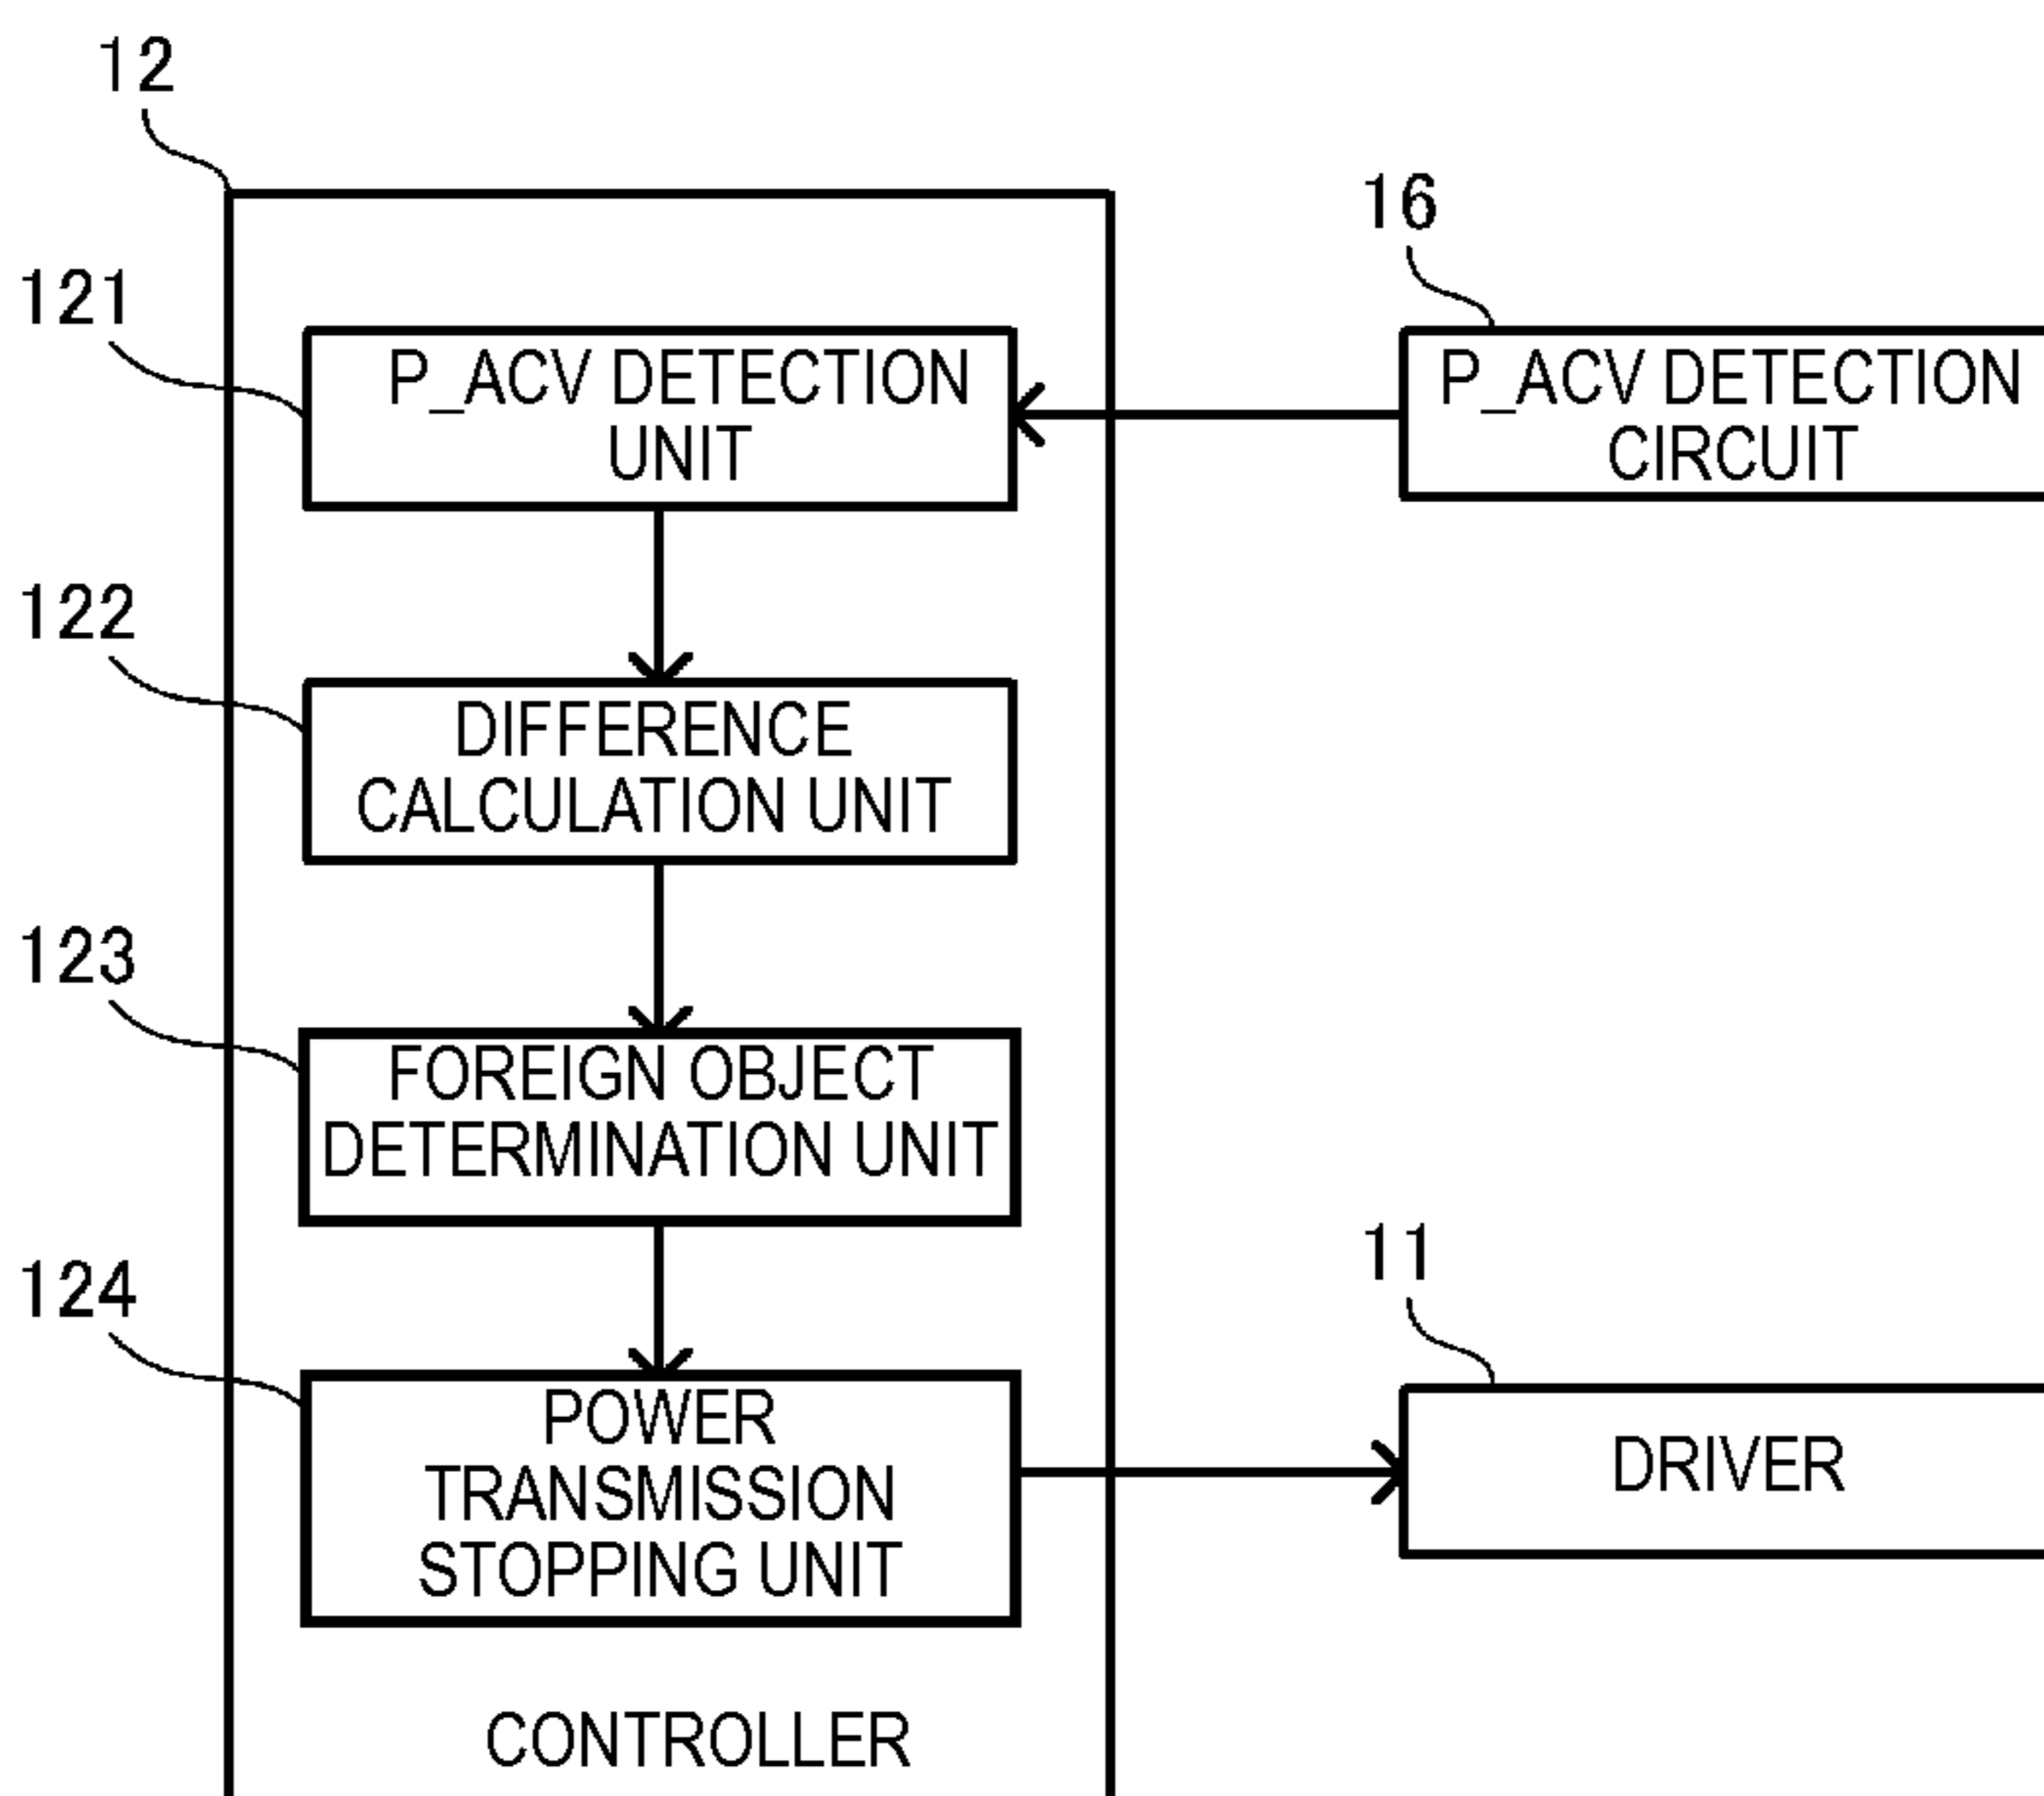 12
16
121
P_ACV DETECTION
UNIT
P_ACV DETECTION
CIRCUIT
122
DIFFERENCE
CALCULATION UNIT
123
FOREIGN OBJECT
DETERMINATION UNIT
124
POWER
TRANSMISSION
STOPPING UNIT
11
DRIVER
CONTROLLER